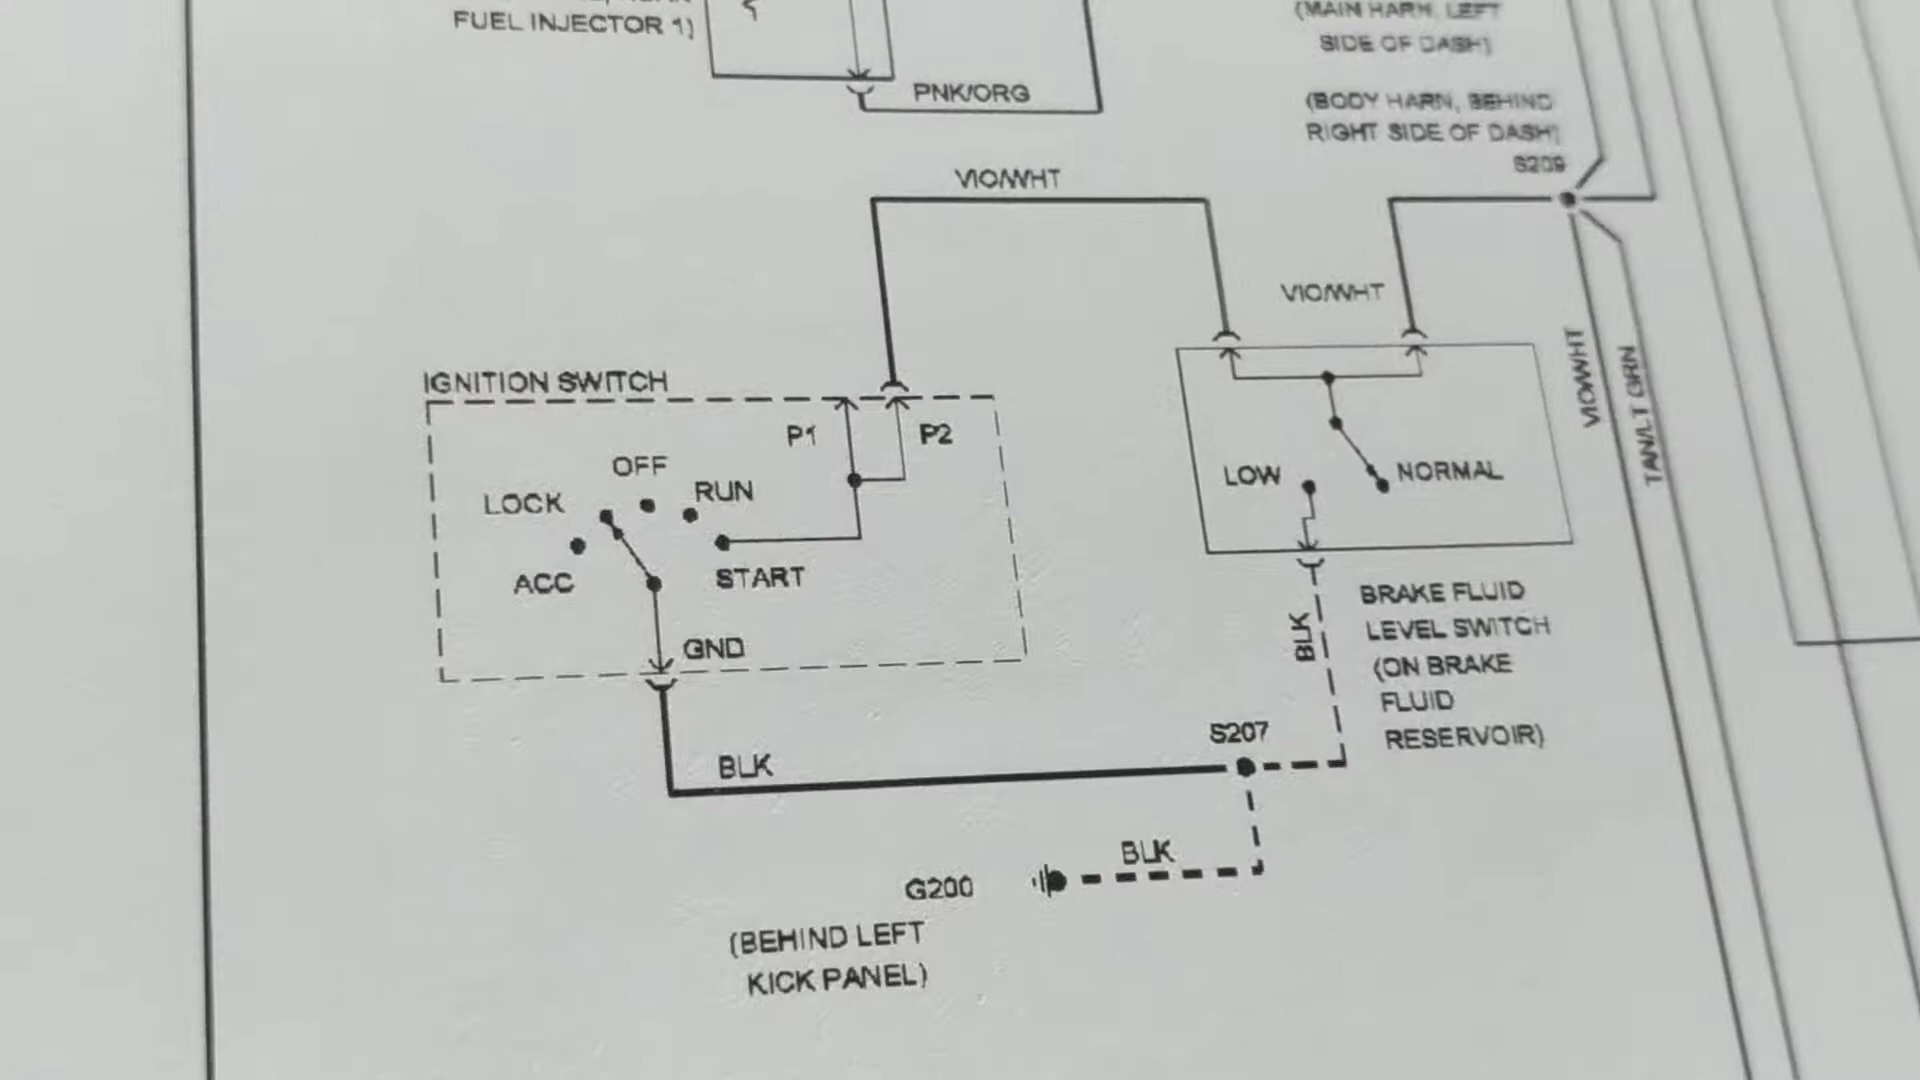 FUEL INJECTOR 1)
PNK/ORG
(MAIN HARN, LEFT
SIDE OF DASH)
(BODY HARN, BEHIND
RIGHT SIDE OF DASH)
S209
VIO/WHT
VIO/WHT
VIO/WHT
TAN/LT GRN
IGNITION SWITCH
P1
P2
OFF
LOCK
RUN
ACC
START
GND
LOW
NORMAL
BLK
BRAKE FLUID
LEVEL SWITCH
(ON BRAKE
FLUID
RESERVOIR)
S207
BLK
BLK
G200
(BEHIND LEFT
KICK PANEL)